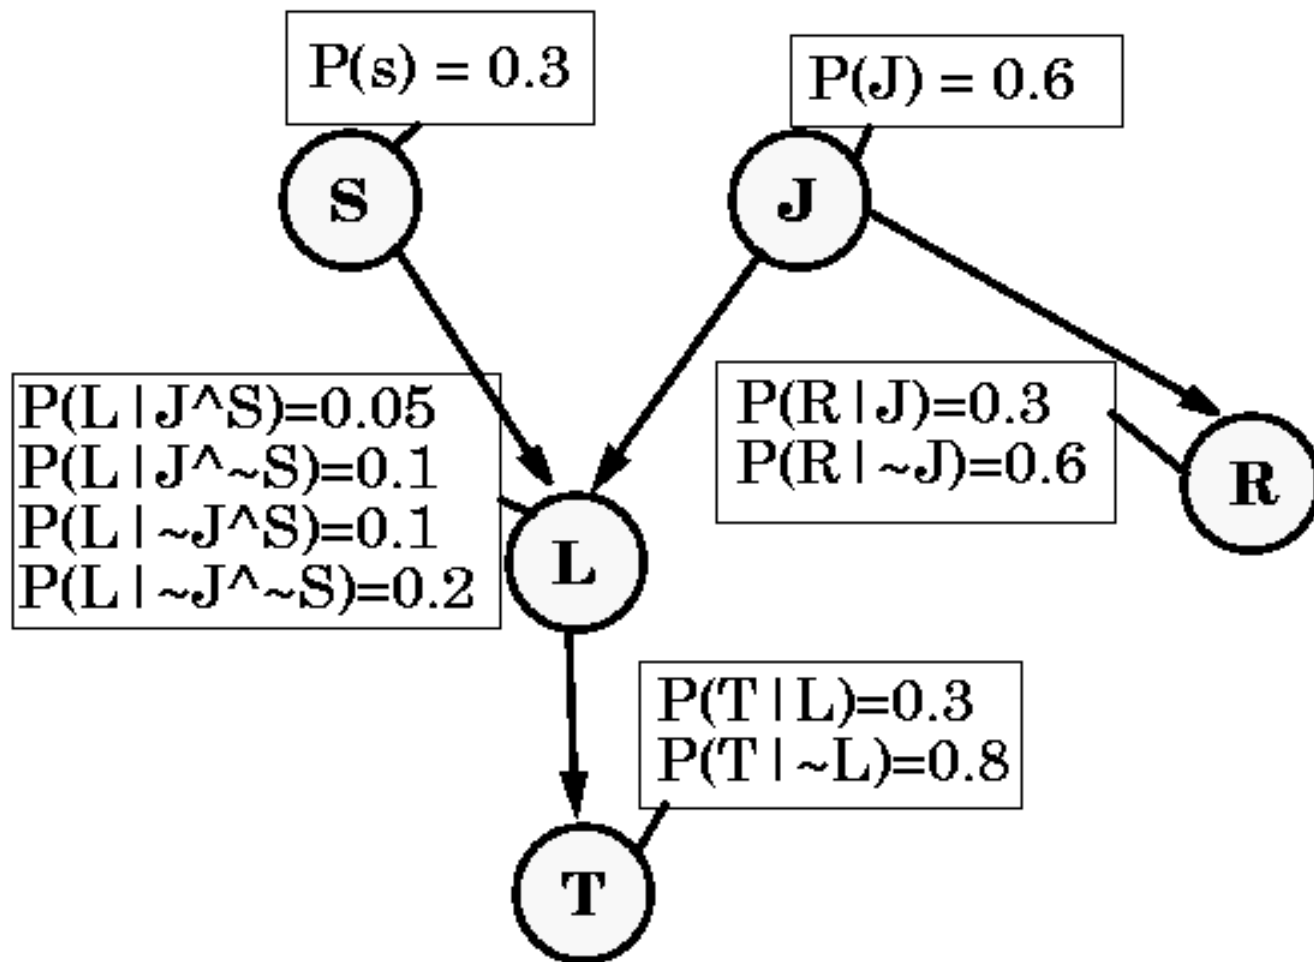 P(s) = 0.3
P(J) = 0.6
S
J
P(L|J^S)=0.05
P(L|J^~S)=0.1
P(L|~J^S)=0.1
P(L|~J^~S)=0.2
P(R|J)=0.3
P(R|~J)=0.6
R
L
P(T|L)=0.3
P(T|~L)=0.8
T